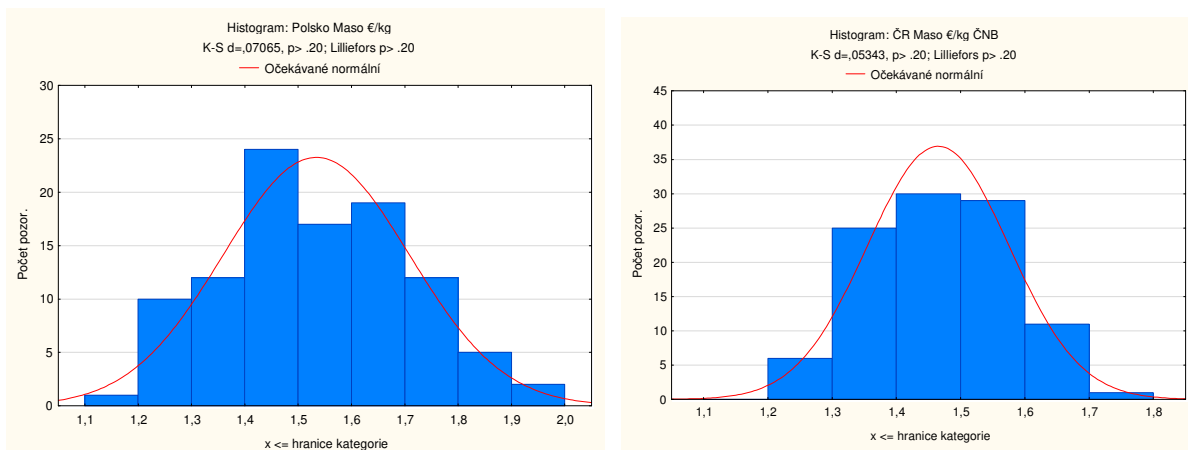 Histogram: Polsko Maso €/kg
K-S d=,07065, p> .20; Lilliefors p> .20
Očekávané normální
30
25
20
15
10
5
0
Počet pozor.
1,1 1,2 1,3 1,4 1,5 1,6 1,7 1,8 1,9 2,0
x <= hranice kategorie
Histogram: ČR Maso €/kg ČNB
K-S d=,05343, p> .20; Lilliefors p> .20
Očekávané normální
45
40
35
30
25
20
15
10
5
0
Počet pozor.
1,1 1,2 1,3 1,4 1,5 1,6 1,7 1,8
x <= hranice kategorie